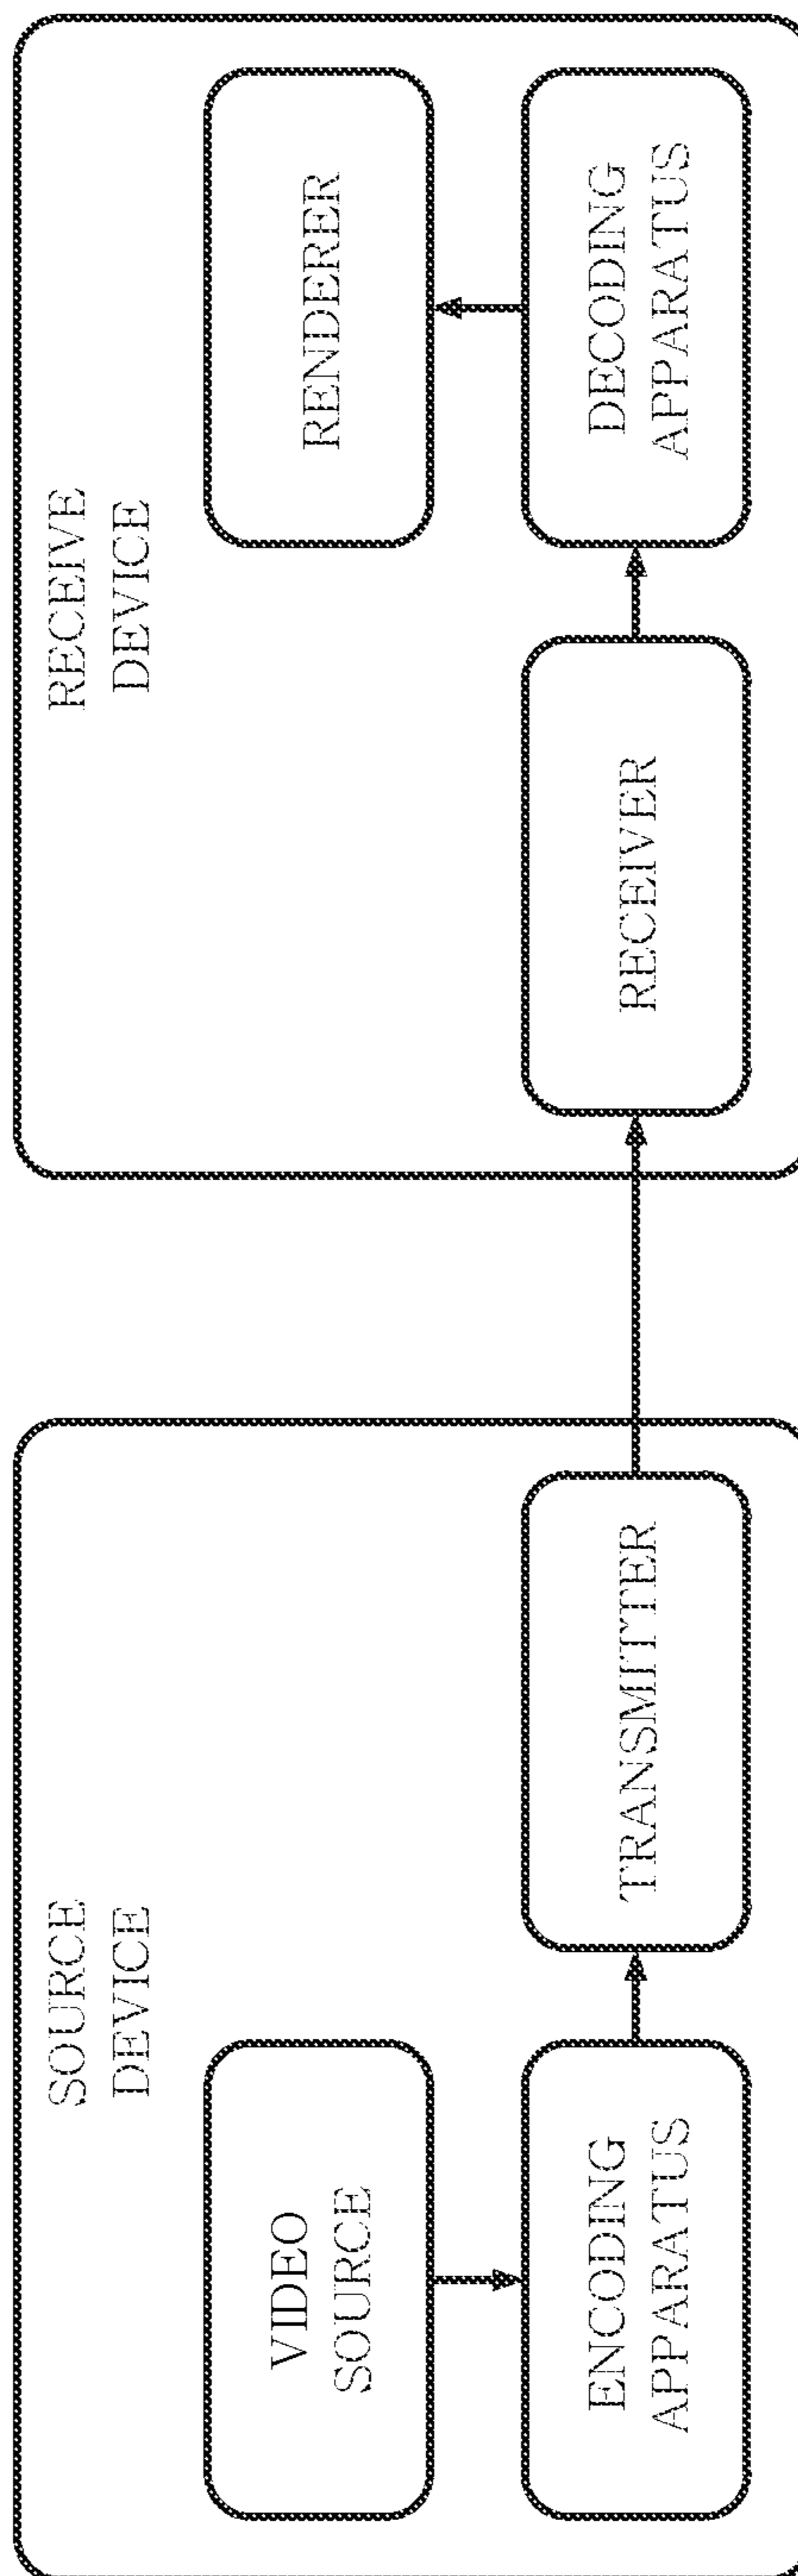 SOURCE
DEVICE
VIDEO
SOURCE
ENCODING
APPARATUS
TRANSMITTER
RECEIVE
DEVICE
RECEIVER
RENDERER
DECODING
APPARATUS